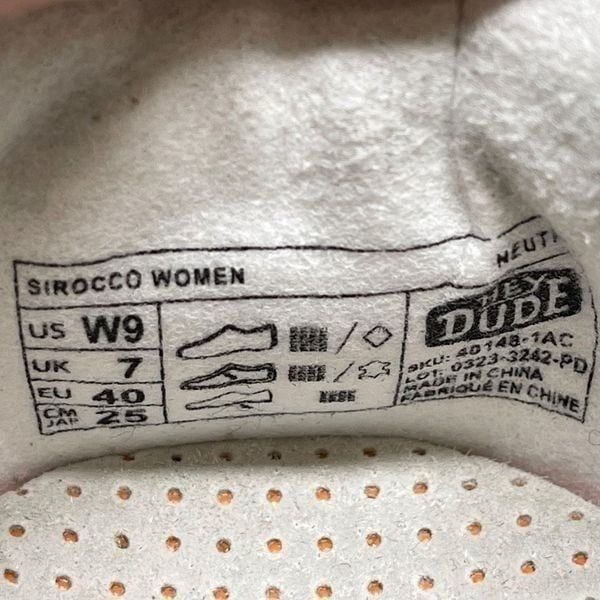 SIROCCO WOMEN
US W9
UK 7
EU 40
CM JAP 25
HEY DUDE
SKU: 40148-1AC
LOT: 0323-3242-PD
MADE IN CHINA
FABRIQUÉ EN CHINE